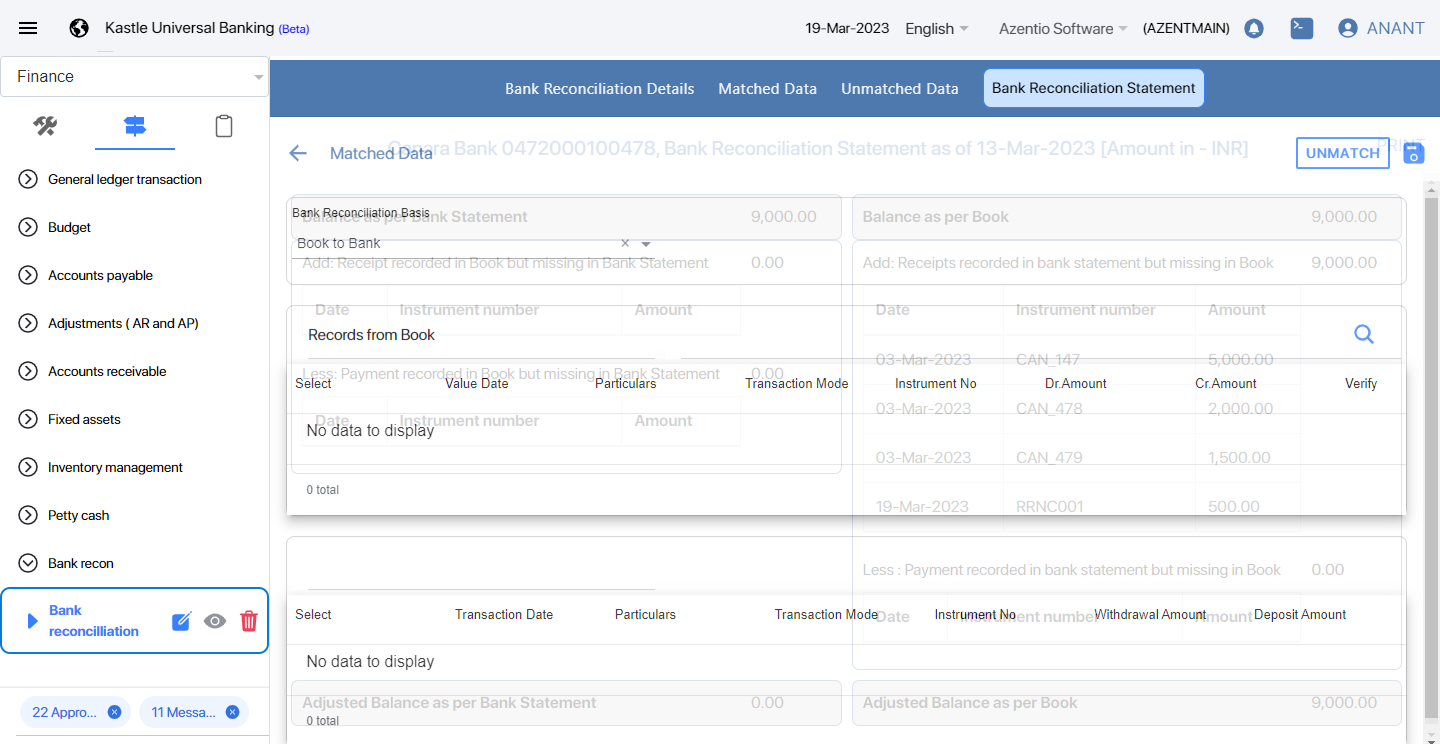 Kastle Universal Banking (Beta) 19-Mar-2023 English Azentio Software (AZENTMAIN) ANANT
Finance
Bank Reconciliation Details Matched Data Unmatched Data Bank Reconciliation Statement
General ledger transaction
Budget
Accounts payable
Adjustments ( AR and AP)
Accounts receivable
Fixed assets
Inventory management
Petty cash
Bank recon
Bank
reconcilliation
22 Appro... 11 Messa...
Matched Data
Canara Bank 0472000100478, Bank Reconciliation Statement as of 13-Mar-2023 [Amount in - INR]
PRINT
UNMATCH
Bank Reconciliation Basis
Book to Bank
Balance as per Bank Statement 9,000.00
Add: Receipt recorded in Book but missing in Bank Statement 0.00
Date Instrument number Amount
Less: Payment recorded in Book but missing in Bank Statement 0.00
Date Instrument number Amount
Balance as per Book 9,000.00
Add: Receipts recorded in bank statement but missing in Book 9,000.00
Date Instrument number Amount
03-Mar-2023 CAN_147 5,000.00
03-Mar-2023 CAN_478 2,000.00
03-Mar-2023 CAN_479 1,500.00
19-Mar-2023 RRNC001 500.00
Less : Payment recorded in bank statement but missing in Book 0.00
Date Instrument number Amount
Records from Book
Select Value Date Particulars Transaction Mode Instrument No Dr.Amount Cr.Amount Verify
No data to display
0 total
Select Transaction Date Particulars Transaction Mode Instrument No Withdrawal Amount Deposit Amount
No data to display
0 total
Adjusted Balance as per Bank Statement 0.00
Adjusted Balance as per Book 9,000.00